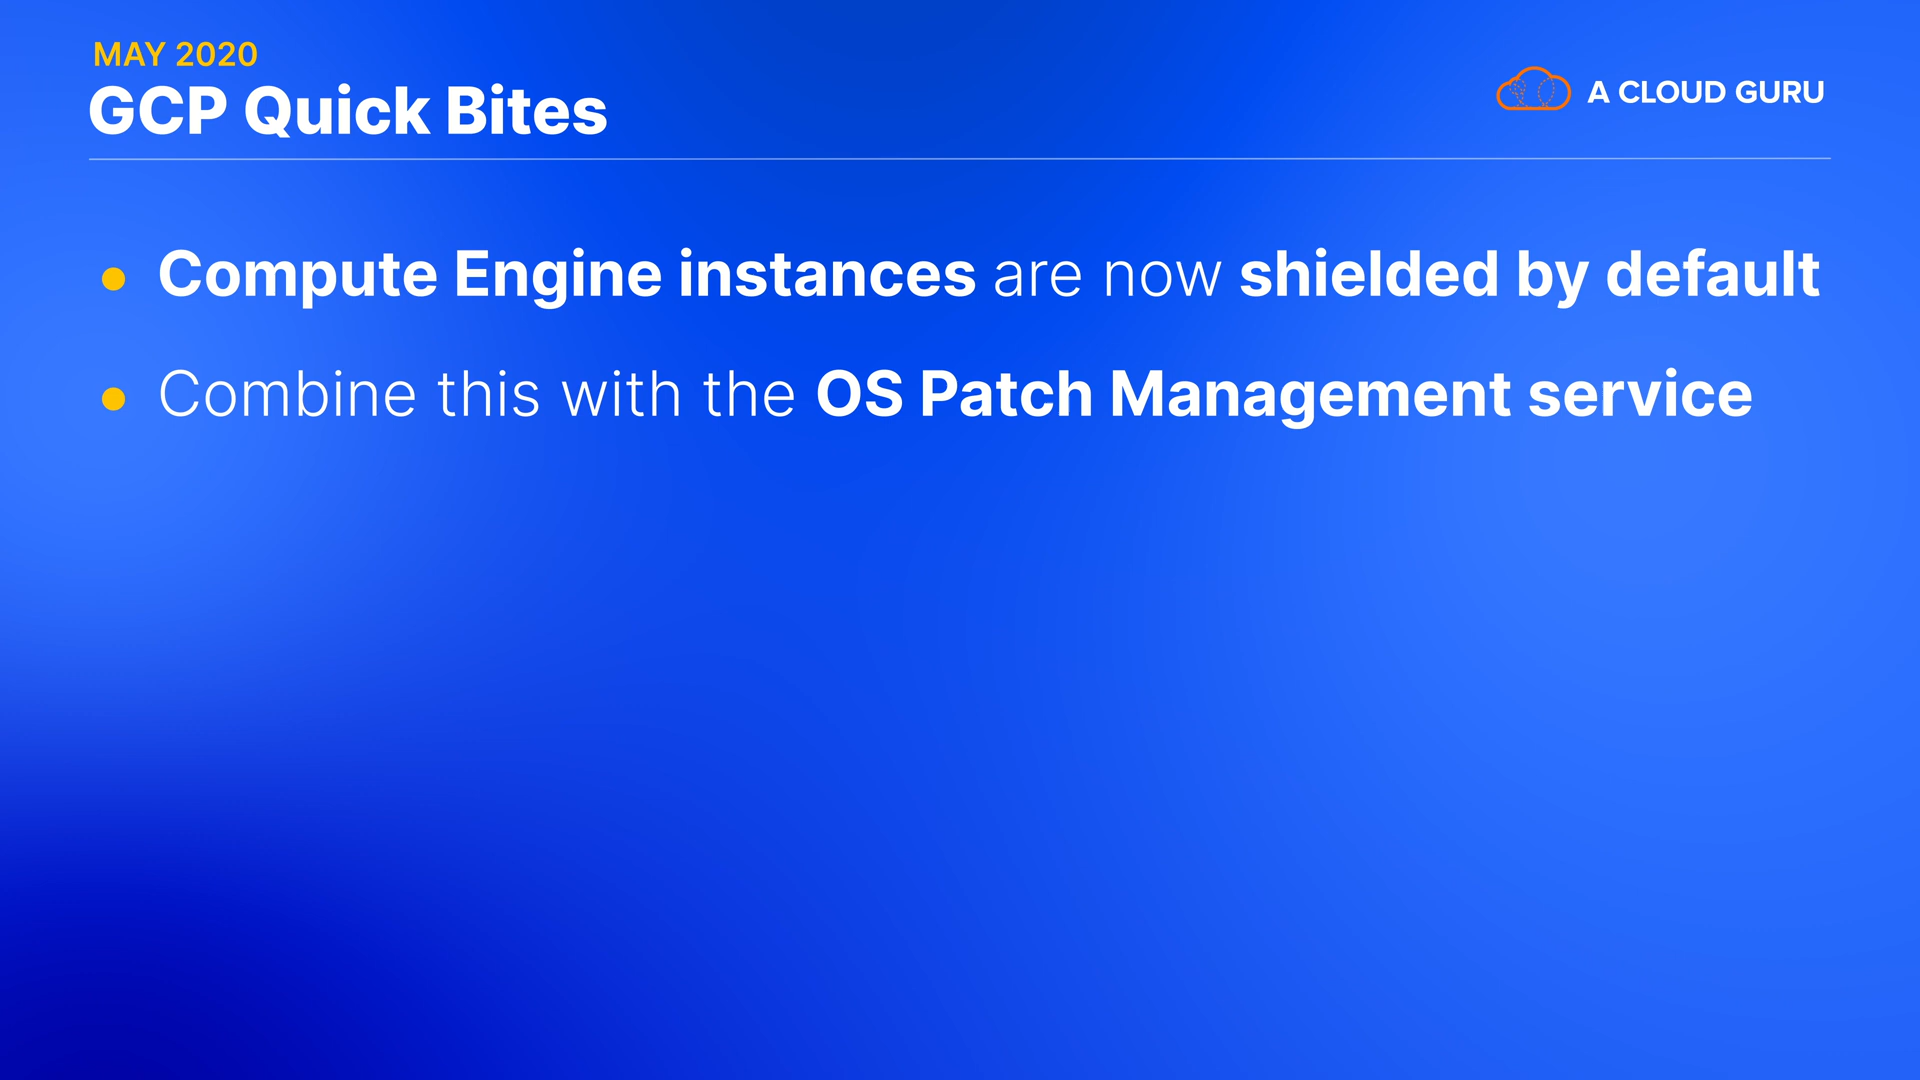 MAY 2020
GCP Quick Bites
A CLOUD GURU
Compute Engine instances are now shielded by default
Combine this with the OS Patch Management service